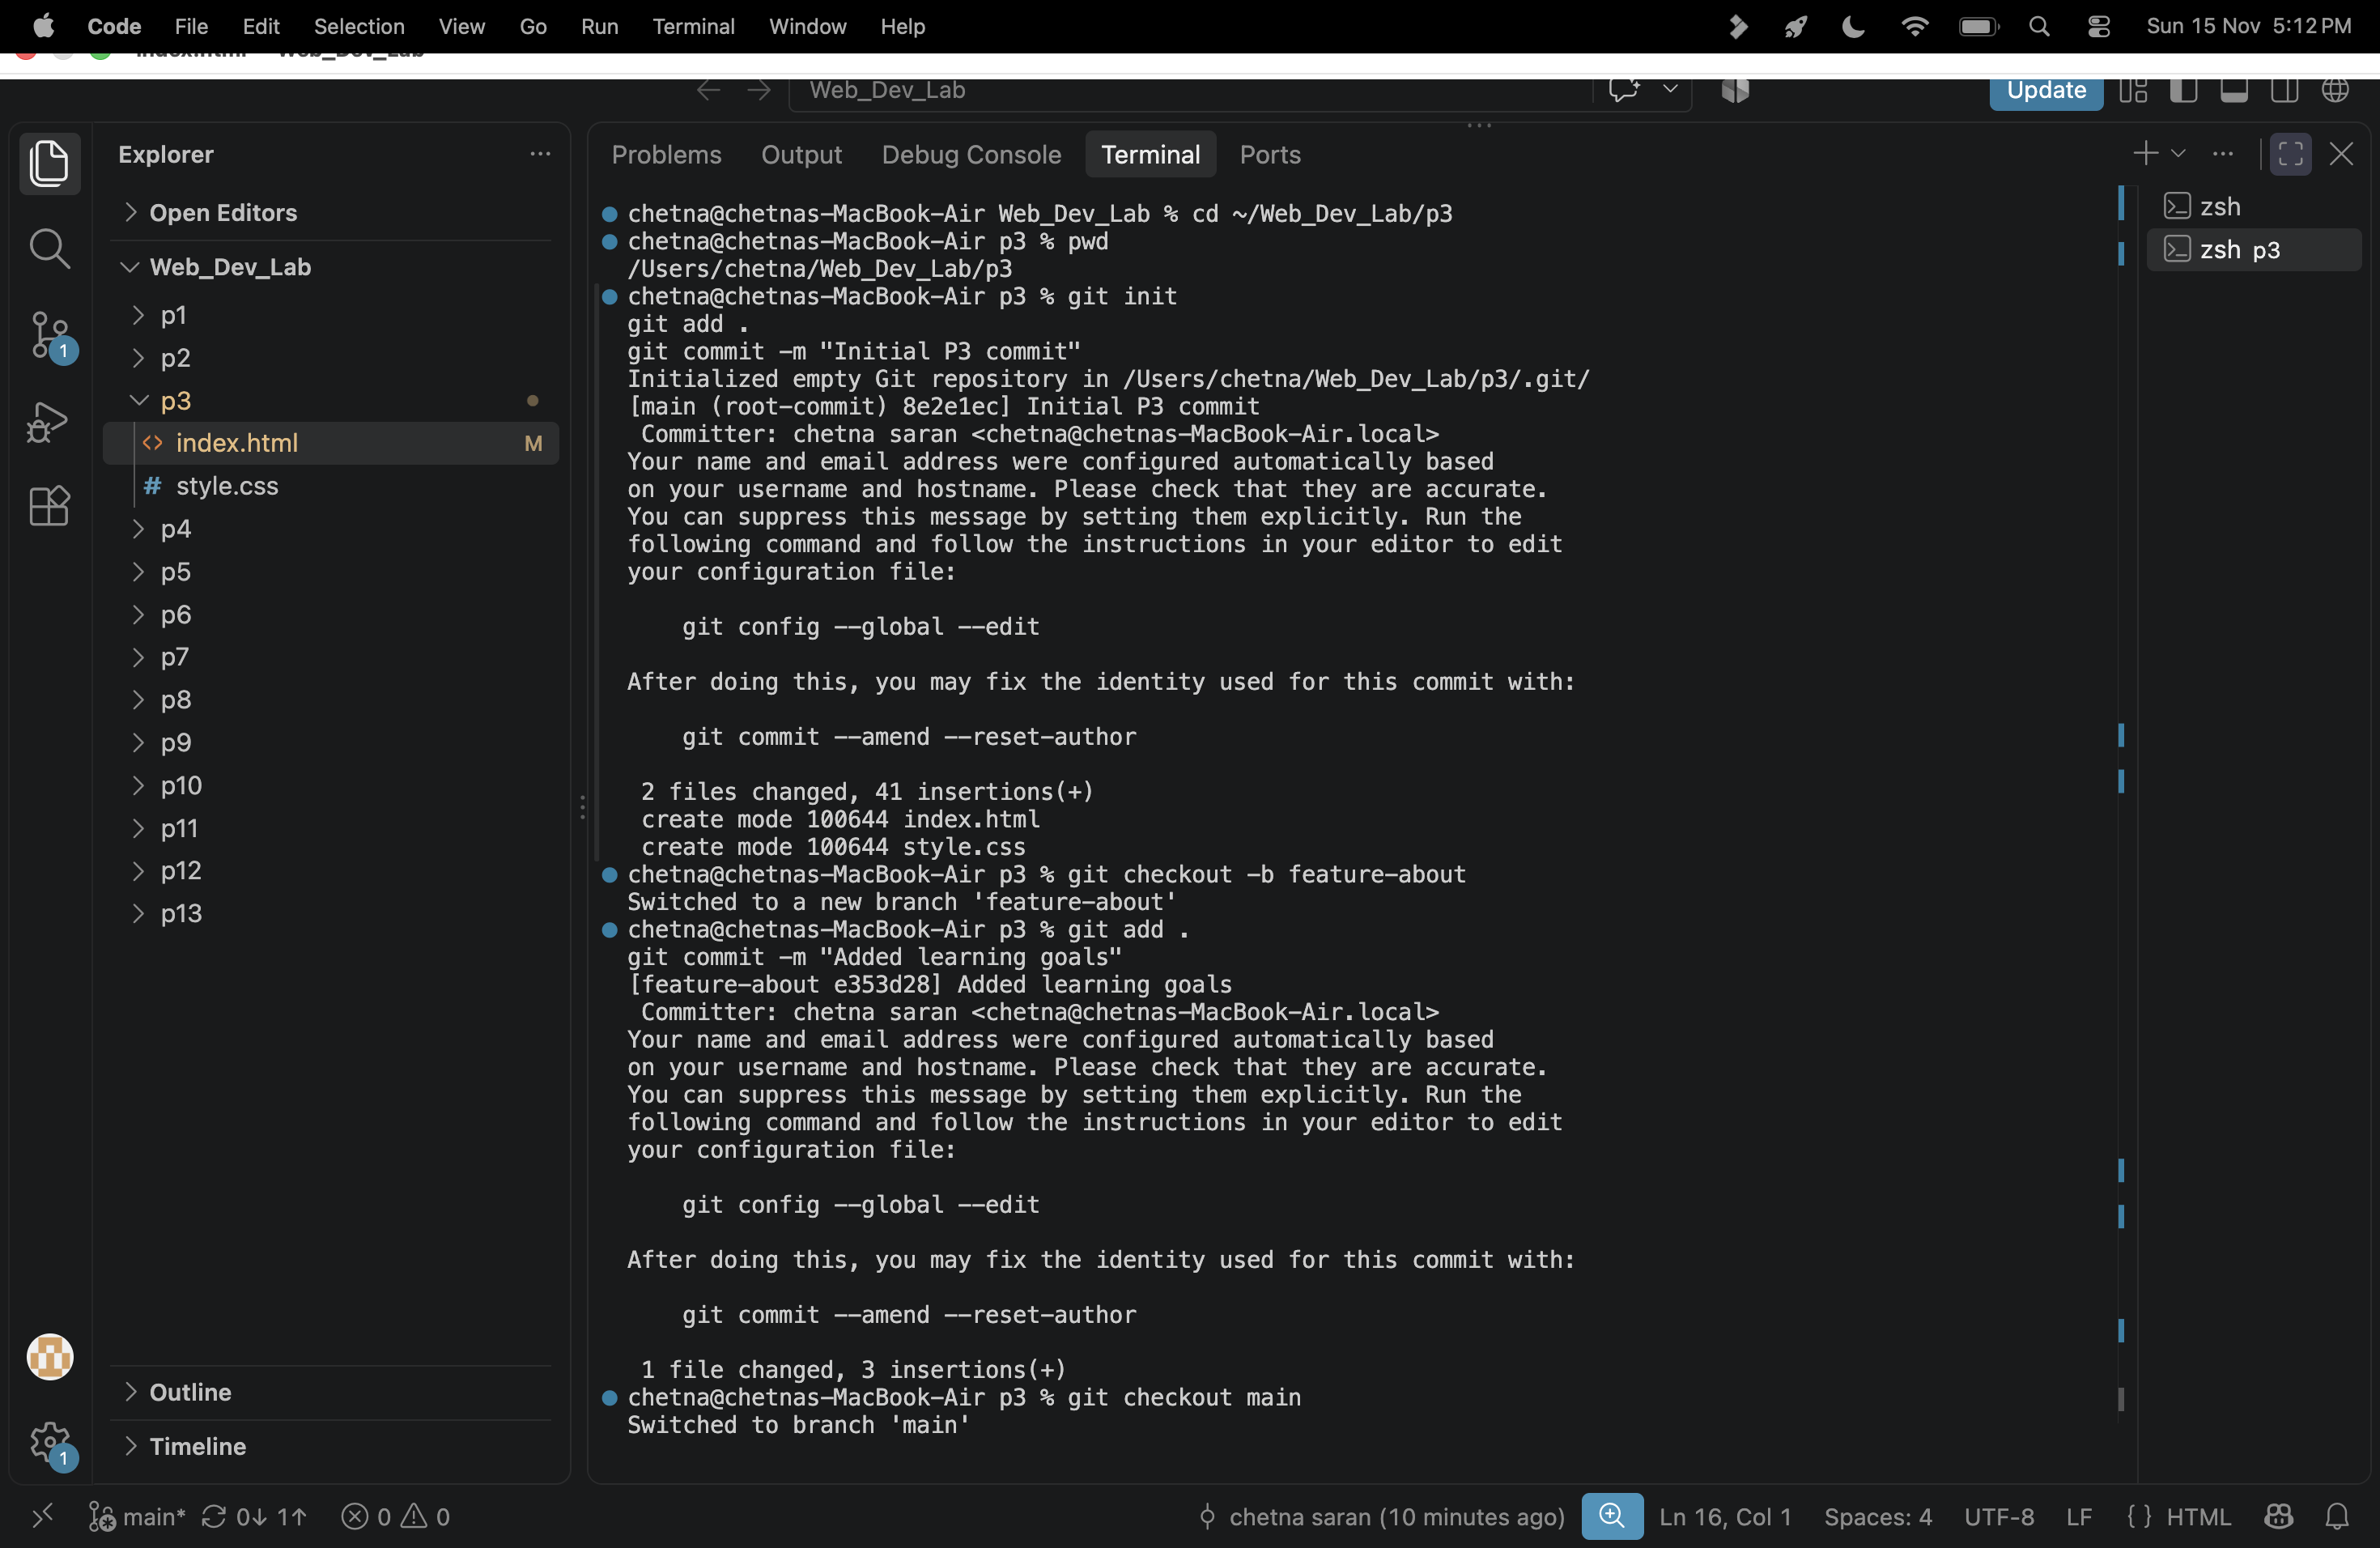 Code File Edit Selection View Go Run Terminal Window Help
Sun 15 Nov 5:12 PM
index.html Web_Dev_Lab
Web_Dev_Lab
Update
Explorer
Open Editors
Web_Dev_Lab
p1
p2
p3
index.html M
style.css
p4
p5
p6
p7
p8
p9
p10
p11
p12
p13
Outline
Timeline
1
1
Problems Output Debug Console Terminal Ports
chetna@chetnas-MacBook-Air Web_Dev_Lab % cd ~/Web_Dev_Lab/p3
chetna@chetnas-MacBook-Air p3 % pwd
/Users/chetna/Web_Dev_Lab/p3
chetna@chetnas-MacBook-Air p3 % git init
git add .
git commit -m "Initial P3 commit"
Initialized empty Git repository in /Users/chetna/Web_Dev_Lab/p3/.git/
[main (root-commit) 8e2e1ec] Initial P3 commit
Committer: chetna saran <chetna@chetnas-MacBook-Air.local>
Your name and email address were configured automatically based
on your username and hostname. Please check that they are accurate.
You can suppress this message by setting them explicitly. Run the
following command and follow the instructions in your editor to edit
your configuration file:
git config --global --edit
After doing this, you may fix the identity used for this commit with:
git commit --amend --reset-author
2 files changed, 41 insertions(+)
create mode 100644 index.html
create mode 100644 style.css
chetna@chetnas-MacBook-Air p3 % git checkout -b feature-about
Switched to a new branch 'feature-about'
chetna@chetnas-MacBook-Air p3 % git add .
git commit -m "Added learning goals"
[feature-about e353d28] Added learning goals
Committer: chetna saran <chetna@chetnas-MacBook-Air.local>
Your name and email address were configured automatically based
on your username and hostname. Please check that they are accurate.
You can suppress this message by setting them explicitly. Run the
following command and follow the instructions in your editor to edit
your configuration file:
git config --global --edit
After doing this, you may fix the identity used for this commit with:
git commit --amend --reset-author
1 file changed, 3 insertions(+)
chetna@chetnas-MacBook-Air p3 % git checkout main
Switched to branch 'main'
zsh
zsh p3
main* 0↓ 1↑ 0 0
chetna saran (10 minutes ago) Ln 16, Col 1 Spaces: 4 UTF-8 LF {} HTML